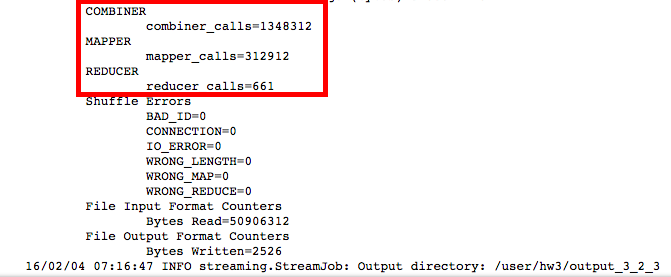 COMBINER
combiner_calls=1348312
MAPPER
mapper_calls=312912
REDUCER
reducer calls=661
Shuffle Errors
BAD_ID=0
CONNECTION=0
IO_ERROR=0
WRONG_LENGTH=0
WRONG_MAP=0
WRONG_REDUCE=0
File Input Format Counters
Bytes Read=50906312
File Output Format Counters
Bytes Written=2526
16/02/04 07:16:47 INFO streaming.StreamJob: Output directory: /user/hw3/output_3_2_3